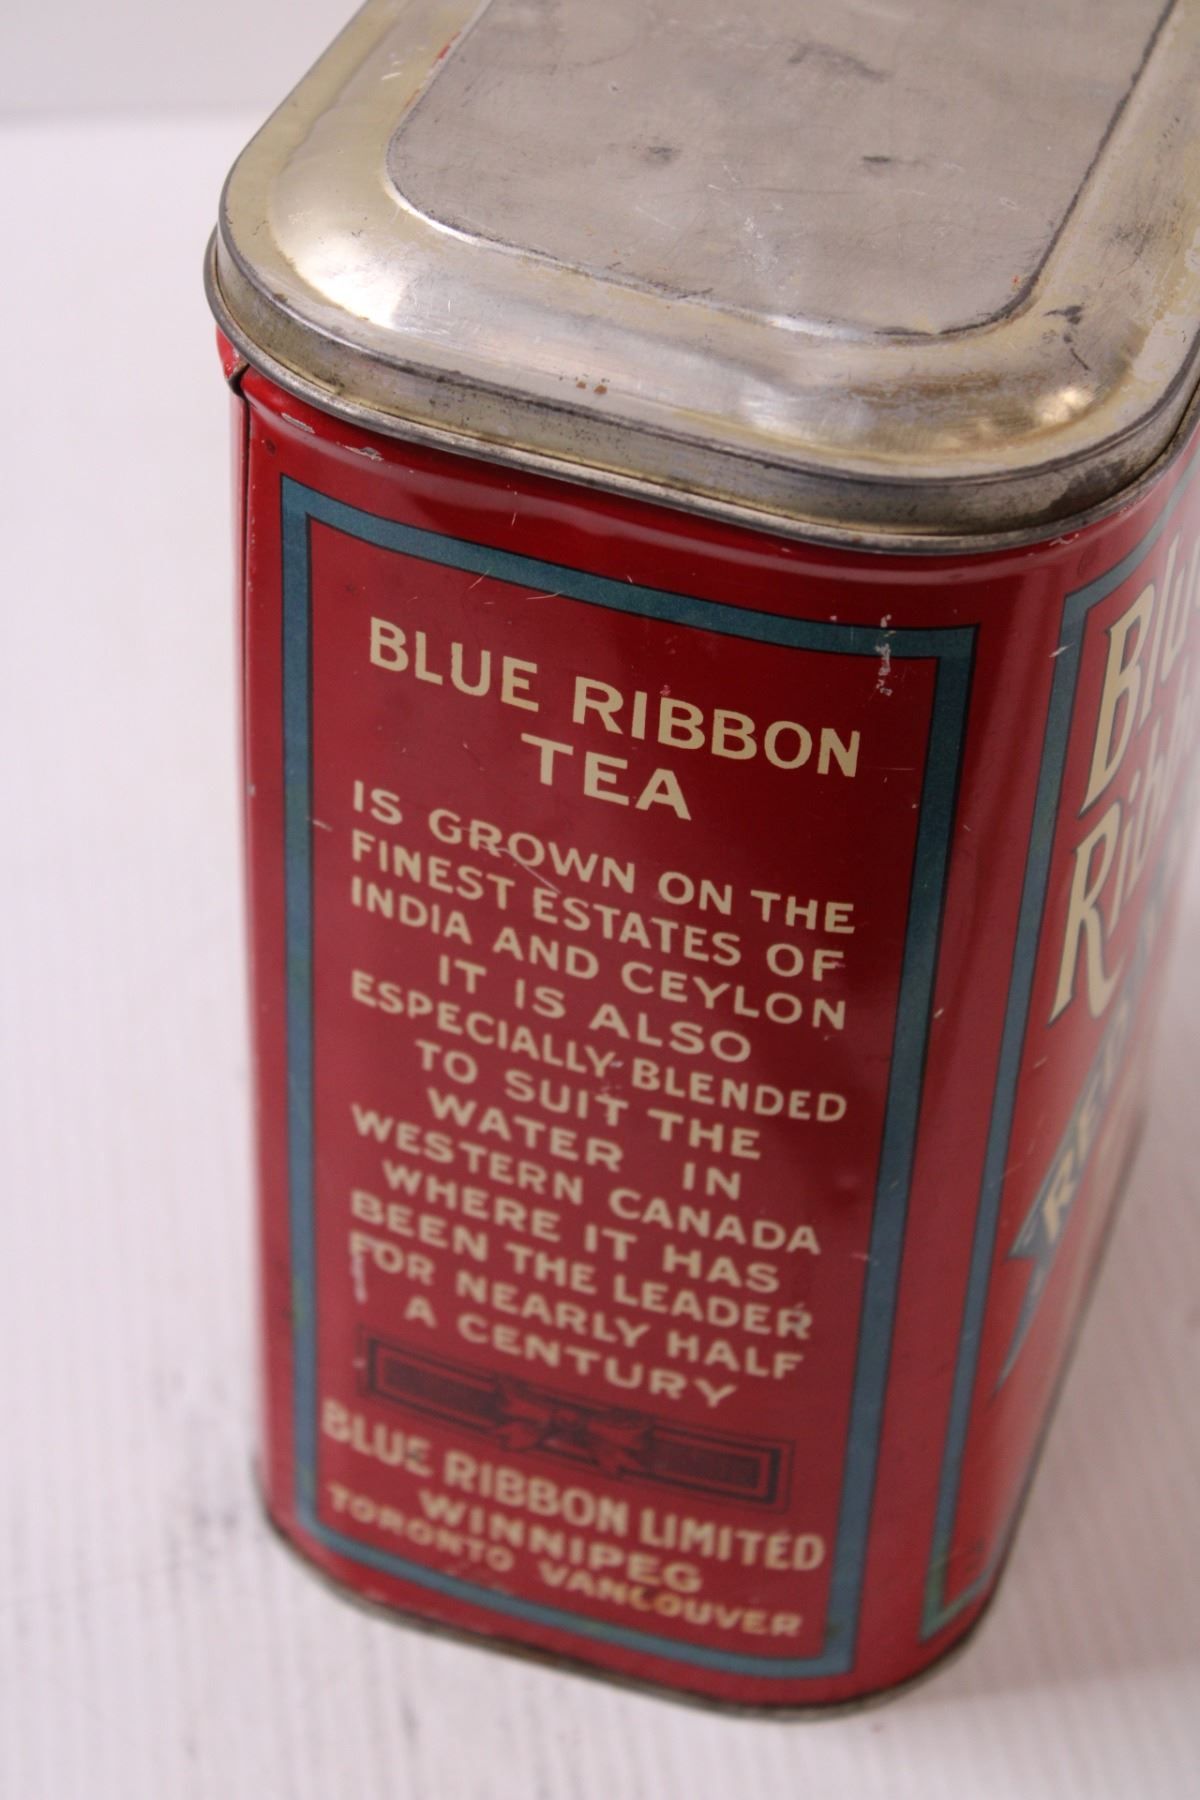 BLUE RIBBON
TEA
IS GROWN ON THE
FINEST ESTATES OF
INDIA AND CEYLON
IT IS ALSO
ESPECIALLY BLENDED
TO SUIT THE
WATER IN
WESTERN CANADA
WHERE IT HAS
BEEN THE LEADER
FOR NEARLY HALF
A CENTURY
BLUE RIBBON LIMITED
WINNIPEG
TORONTO VANCOUVER